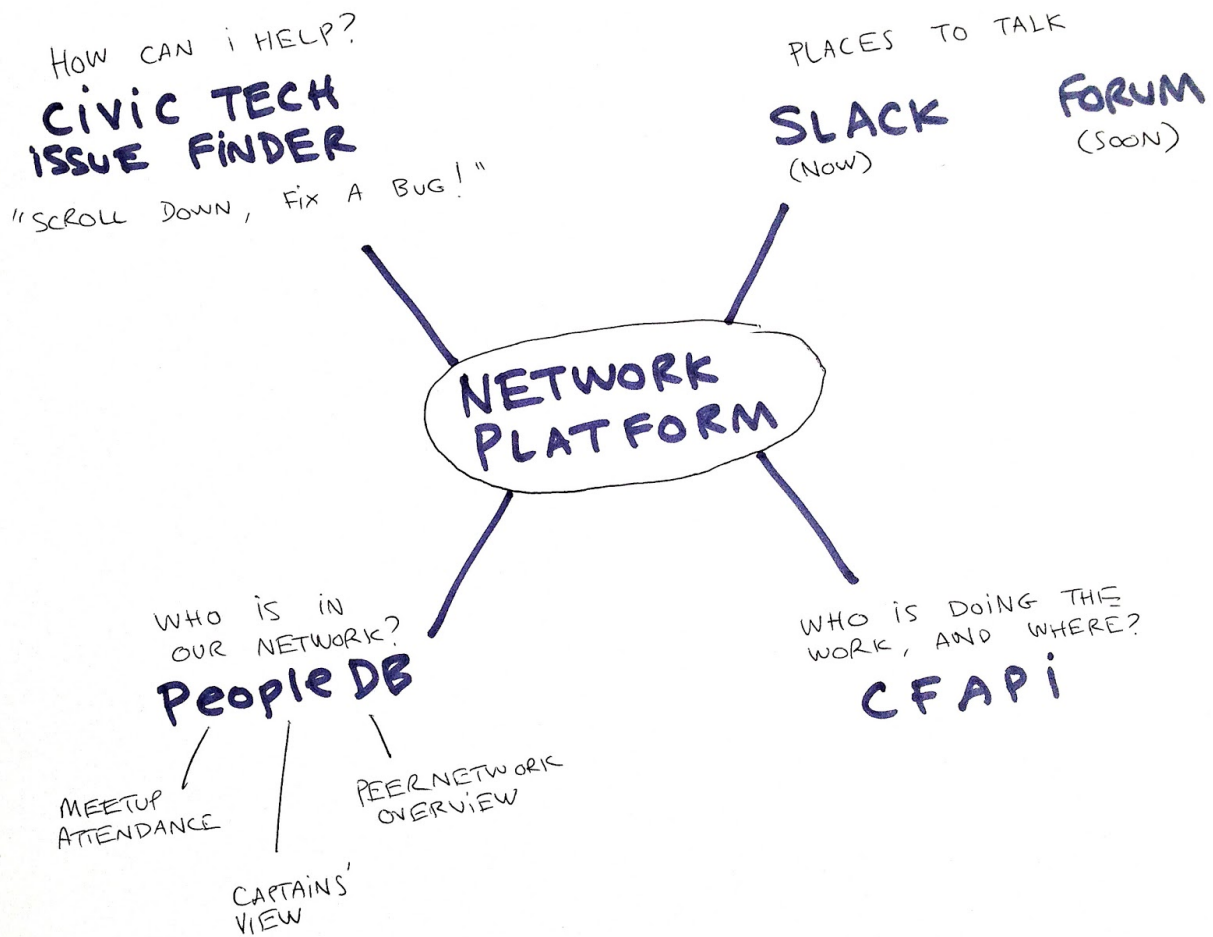 HOW CAN i HELP?
CiViC TECH
iSSUE FiNDER
"SCROLL DOWN, FiX A BUG!"
PLACES TO TALK
SLACK
(NOW)
FORUM
(SOON)
NETWORK
PLATFORM
WHO iS iN
OUR NETWORK?
PeopleDB
MEETUP
ATTENDANCE
CAPTAiNS'
ViEW
PEERNETWORK
OVERViEW
WHO iS DOiNG THE
WORK, AND WHERE?
CFAPi